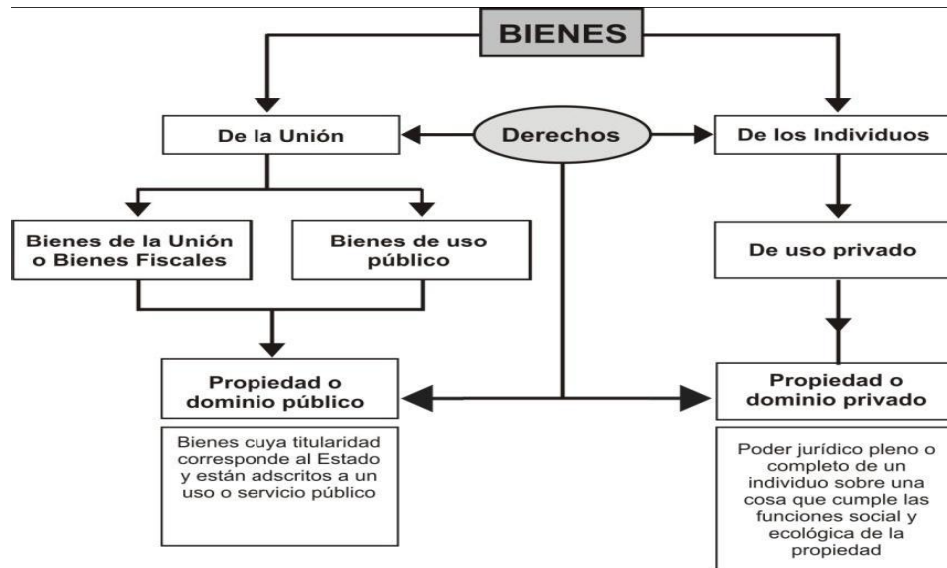 BIENES
De la Unión
Derechos
De los Individuos
Bienes de la Unión
o Bienes Fiscales
Bienes de uso
público
De uso privado
Propiedad o
dominio público
Propiedad o
dominio privado
Bienes cuya titularidad
corresponde al Estado
y están adscritos a un
uso o servicio público
Poder jurídico pleno o
completo de un
individuo sobre una
cosa que cumple las
funciones social y
ecológica de la
propiedad